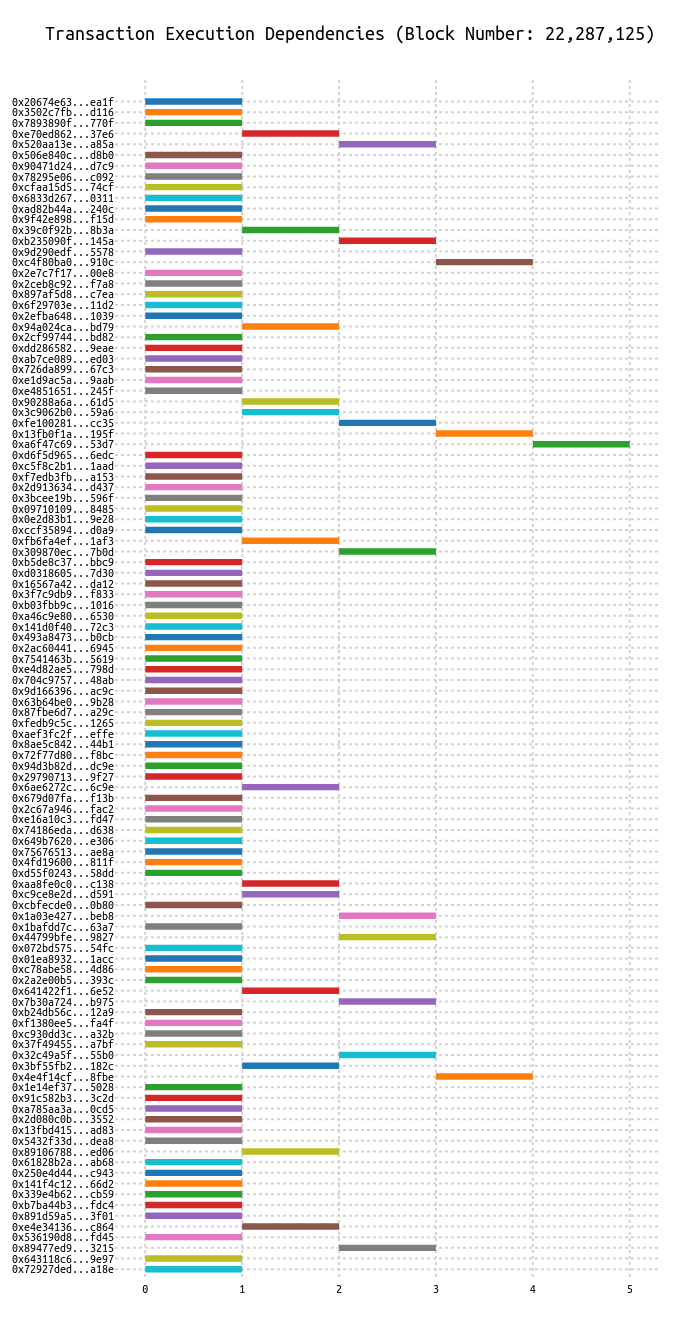 Transaction Execution Dependencies (Block Number: 22,287,125)
0x20674e63...ea1f
0x3502c7fb...d116
0x7893890f...770f
0xe70ed862...37e6
0x520aa13e...a85a
0x506e840c...d8b0
0x90471d24...d7c9
0x78295e06...c092
0xcfaa15d5...74cf
0x6833d267...0311
0xad82b44a...240c
0x9f42e898...f15d
0x39c0f92b...8b3a
0xb235090f...145a
0x9d290edf...5578
0xc4f80ba0...910c
0x2e7c7f17...00e8
0x2ceb8c92...f7a8
0x897af5d8...c7ea
0x6f29703e...11d2
0x2efba648...1039
0x94a024ca...bd79
0x2cf99744...bd82
0xdd286582...9eae
0xab7ce089...ed03
0x726da899...67c3
0xe1d9ac5a...9aab
0xe4851651...245f
0x90288a6a...61d5
0x3c9062b0...59a6
0xfe100281...cc35
0x13fb0f1a...195f
0xa6f47c69...53d7
0xd6f5d965...6edc
0xc5f8c2b1...1aad
0xf7edb3fb...a153
0x2d913634...d437
0x3bcee19b...596f
0x09710109...8485
0x0e2d83b1...9e28
0xccf35894...d0a9
0xfb6fa4ef...1af3
0x309870ec...7b0d
0xb5de8c37...bbc9
0xd0318605...7d30
0x16567a42...da12
0x3f7c9db9...f833
0xb03fbb9c...1016
0xa46c9e80...6530
0x141d0f40...72c3
0x493a8473...b0cb
0x2ac60441...6945
0x7541463b...5619
0xe4d82ae5...798d
0x704c9757...48ab
0x9d166396...ac9c
0x63b64be0...9b28
0x87fbe6d7...a29c
0xfedb9c5c...1265
0xaef3fc2f...effe
0x8ae5c842...44b1
0x72f77d80...f8bc
0x94d3b82d...dc9e
0x29790713...9f27
0x6ae6272c...6c9e
0x679d07fa...f13b
0x2c67a946...fac2
0xe16a10c3...fd47
0x74186eda...d638
0x649b7620...e306
0x75676513...ae8a
0x4fd19600...811f
0xd55f0243...58dd
0xaa8fe0c0...c138
0xc9ce8e2d...d591
0xcbfecde0...0b80
0x1a03e427...beb8
0x1bafdd7c...63a7
0x44799bfe...9827
0x072bd575...54fc
0x01ea8932...1acc
0xc78abe58...4d86
0x2a2e00b5...393c
0x641422f1...6e52
0x7b30a724...b975
0xb24db56c...12a9
0xf1380ee5...fa4f
0xc930dd3c...a32b
0x37f49455...a7bf
0x32c49a5f...55b0
0x3bf55fb2...182c
0x4e4f14cf...8fbe
0x1e14ef37...5028
0x91c582b3...3c2d
0xa785aa3a...0cd5
0x2d080c0b...3552
0x13fbd415...ad83
0x5432f33d...dea8
0x89106788...ed06
0x61828b2a...ab68
0x250e4d44...c943
0x141f4c12...66d2
0x339e4b62...cb59
0xb7ba44b3...fdc4
0x891d59a5...3f01
0xe4e34136...c864
0x536190d8...fd45
0x89477ed9...3215
0x643118c6...9e97
0x72927ded...a18e
0 1 2 3 4 5